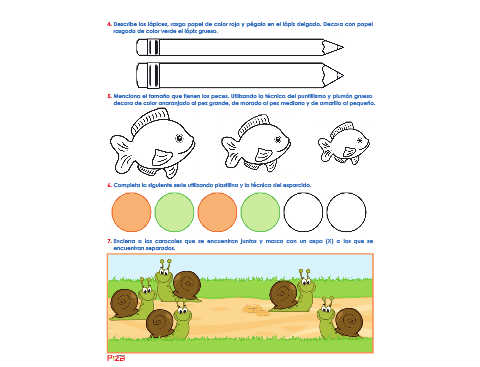 4. Describe los lápices, rasga papel de color rojo y pégalo en el lápiz delgado. Decora con papel
rasgado de color verde el lápiz grueso.
5. Menciona el tamaño que tienen los peces. Utilizando la técnica del puntillismo y plumón grueso
decora de color anaranjado al pez grande, de morado al pez mediano y de amarillo al pequeño.
6. Completa la siguiente serie utilizando plastilina y la técnica del esparcido.
7. Encierra a los caracoles que se encuentran juntos y marca con un aspa (X) a los que se
encuentran separados.